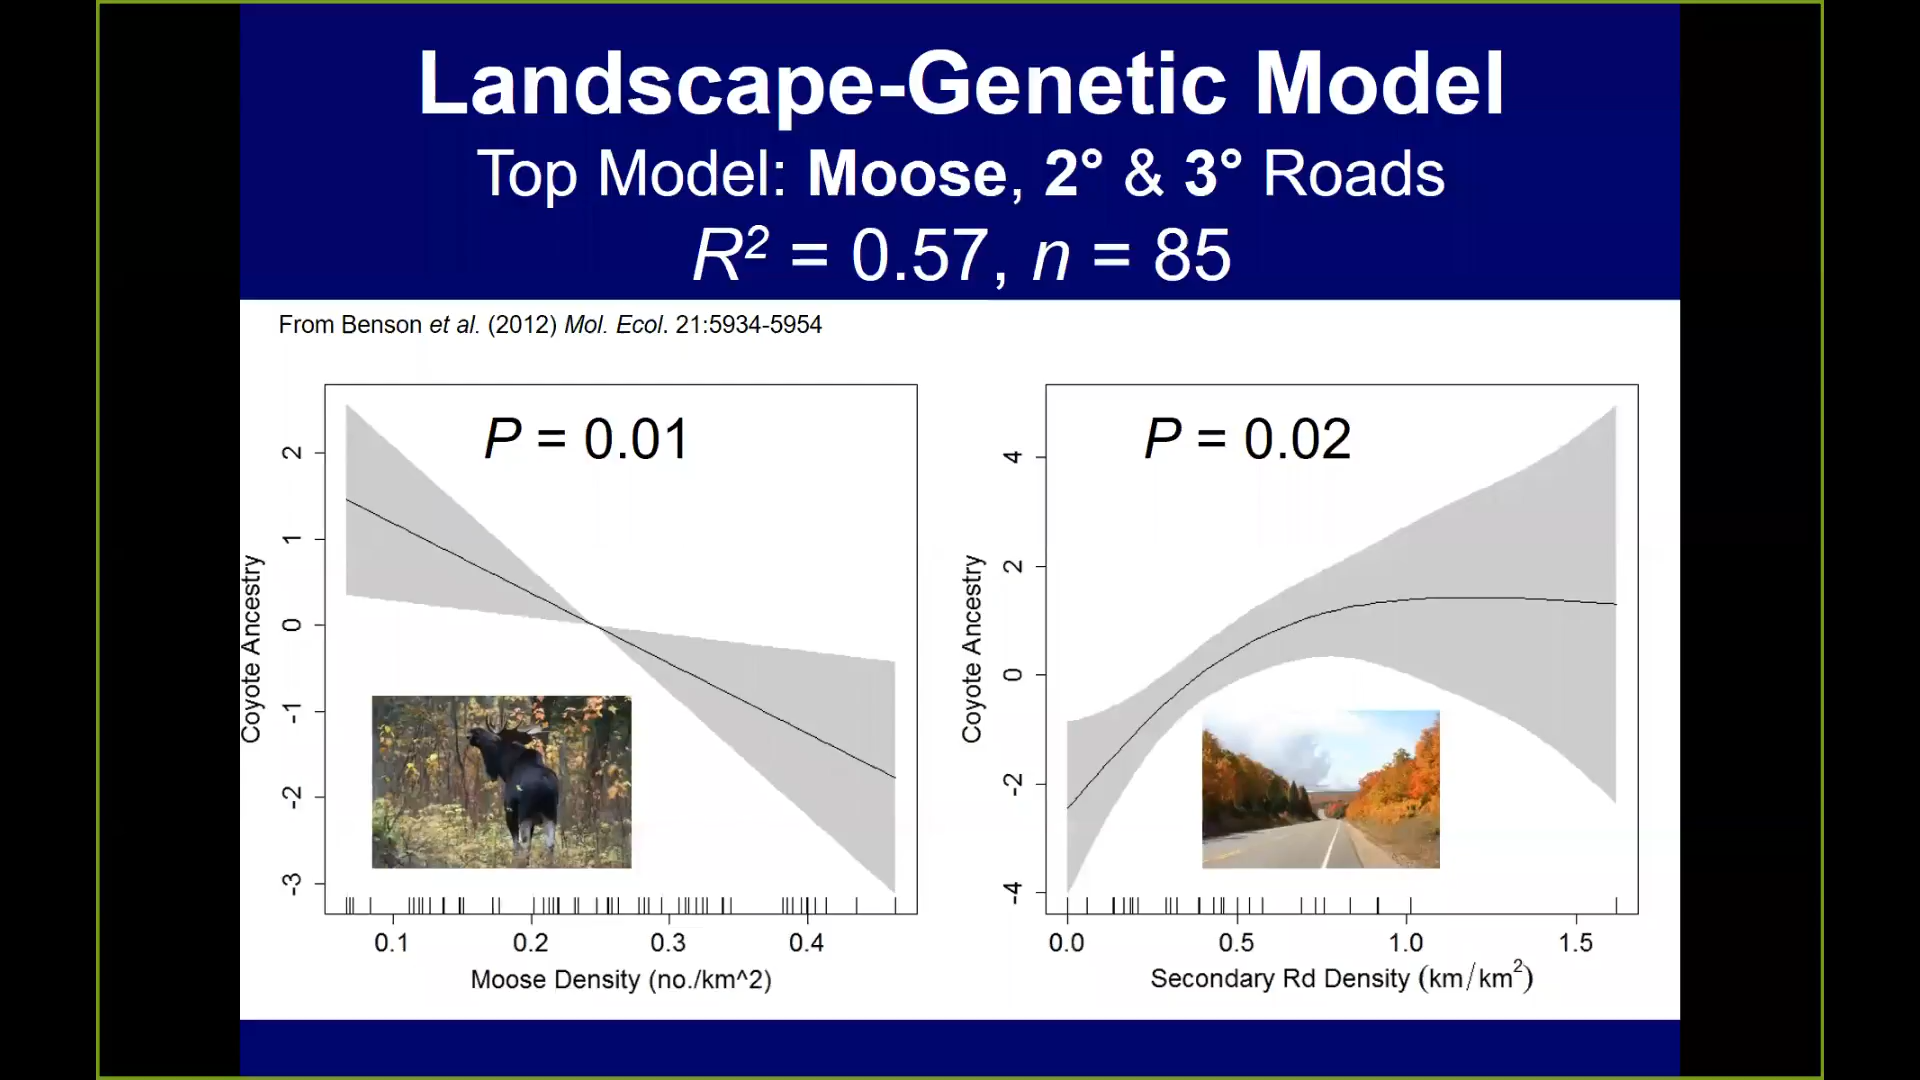 Landscape-Genetic Model
Top Model: Moose, 2° & 3° Roads
R² = 0.57, n = 85
From Benson et al. (2012) Mol. Ecol. 21:5934-5954
P = 0.01
2
1
0
-1
-2
-3
Coyote Ancestry
0.1 0.2 0.3 0.4
Moose Density (no./km^2)
P = 0.02
4
2
0
-2
-4
Coyote Ancestry
0.0 0.5 1.0 1.5
Secondary Rd Density (km/km²)